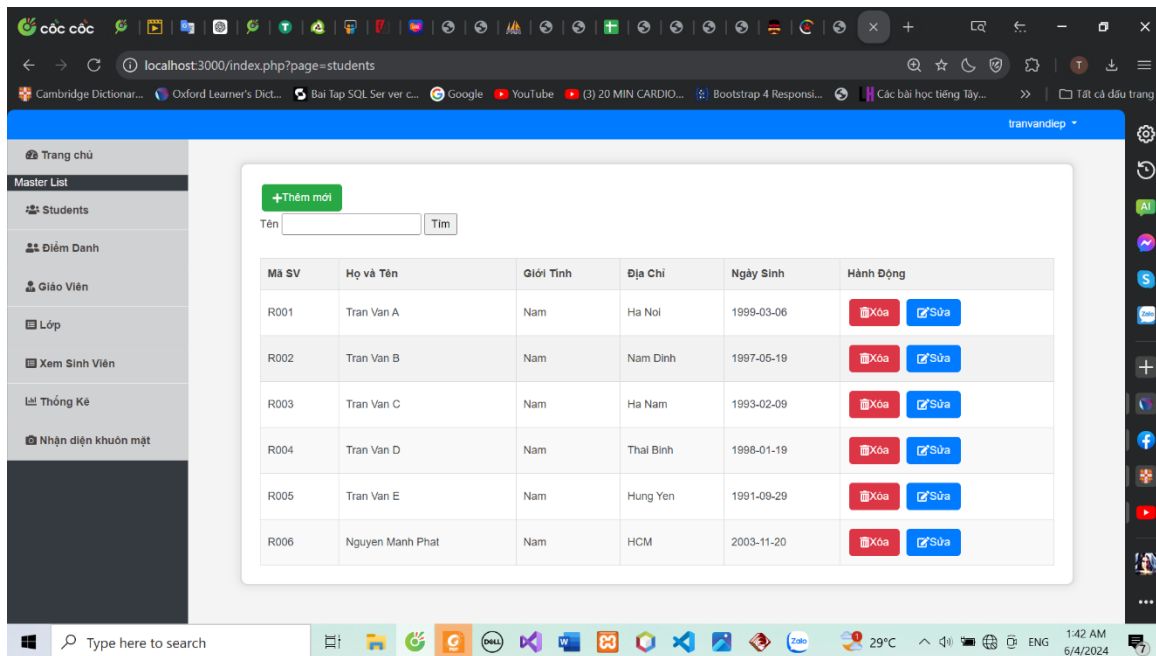 cốc cốc
localhost:3000/index.php?page=students
T
Cambridge Dictionar... Oxford Learner's Dict... Bai Tap SQL Ser ver c... Google YouTube (3) 20 MIN CARDIO... Bootstrap 4 Responsi... Các bài học tiếng Tây... Tất cả dấu trang
tranvandiep
Trang chủ
Master List
Students
Điểm Danh
Giáo Viên
Lớp
Xem Sinh Viên
Thống Kê
Nhận diện khuôn mặt
+Thêm mới
Tên Tìm
Mã SV Họ và Tên Giới Tính Địa Chỉ Ngày Sinh Hành Động
R001 Tran Van A Nam Ha Noi 1999-03-06 Xóa Sửa
R002 Tran Van B Nam Nam Dinh 1997-05-19 Xóa Sửa
R003 Tran Van C Nam Ha Nam 1993-02-09 Xóa Sửa
R004 Tran Van D Nam Thai Binh 1998-01-19 Xóa Sửa
R005 Tran Van E Nam Hung Yen 1991-09-29 Xóa Sửa
R006 Nguyen Manh Phat Nam HCM 2003-11-20 Xóa Sửa
AI
Zalo
Type here to search
DELL
Zalo
29°C ENG 1:42 AM
6/4/2024
7